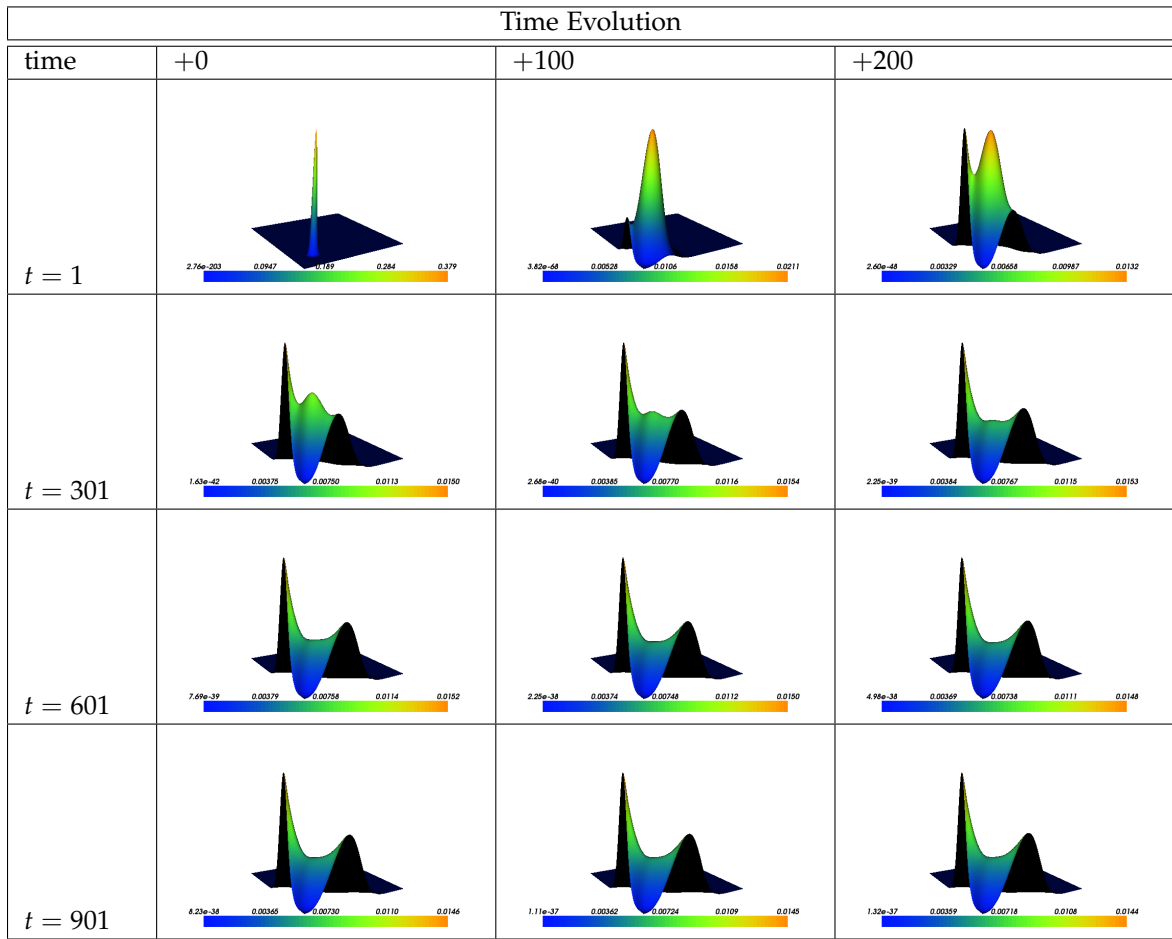 Time Evolution
time +0 +100 +200
t = 1
2.76e-203 0.0947 0.189 0.284 0.379
3.82e-68 0.00528 0.0106 0.0158 0.0211
2.60e-48 0.00329 0.00658 0.00987 0.0132
t = 301
1.63e-42 0.00375 0.00750 0.0113 0.0150
2.68e-40 0.00385 0.00770 0.0116 0.0154
2.25e-39 0.00384 0.00767 0.0115 0.0153
t = 601
7.69e-39 0.00379 0.00758 0.0114 0.0152
2.25e-38 0.00374 0.00748 0.0112 0.0150
4.98e-38 0.00369 0.00738 0.0111 0.0148
t = 901
8.23e-38 0.00365 0.00730 0.0110 0.0146
1.11e-37 0.00362 0.00724 0.0109 0.0145
1.32e-37 0.00359 0.00718 0.0108 0.0144